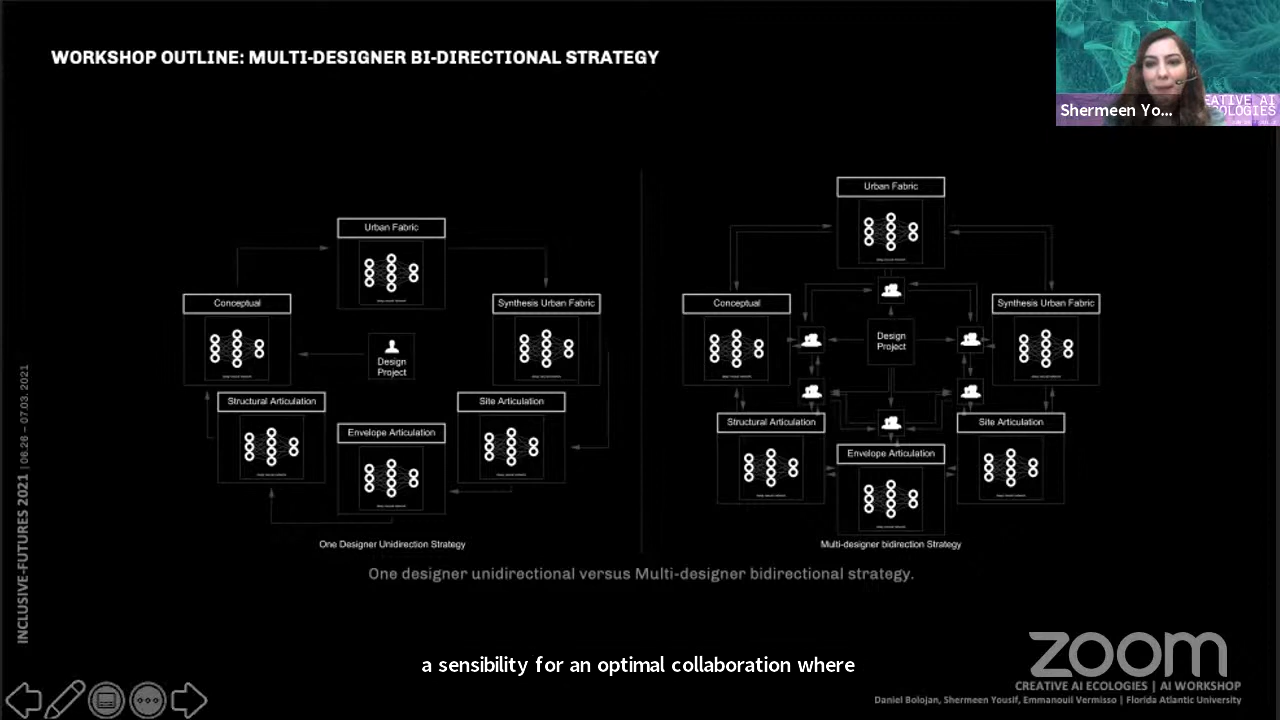 WORKSHOP OUTLINE: MULTI-DESIGNER BI-DIRECTIONAL STRATEGY
Shermeen Yo...
EATIVE AI
COLOGIES
Urban Fabric
Conceptual
Synthesis Urban Fabric
Design
Project
Structural Articulation
Site Articulation
Envelope Articulation
One Designer Unidirection Strategy
Urban Fabric
Conceptual
Synthesis Urban Fabric
Design
Project
Structural Articulation
Site Articulation
Envelope Articulation
Multi-designer bidirection Strategy
One designer unidirectional versus Multi-designer bidirectional strategy.
INCLUSIVE-FUTURES 2021 | 06.26 – 07.03. 2021
a sensibility for an optimal collaboration where
zoom
CREATIVE AI ECOLOGIES | AI WORKSHOP
Daniel Bolojan, Shermeen Yousif, Emmanouil Vermisso | Florida Atlantic University